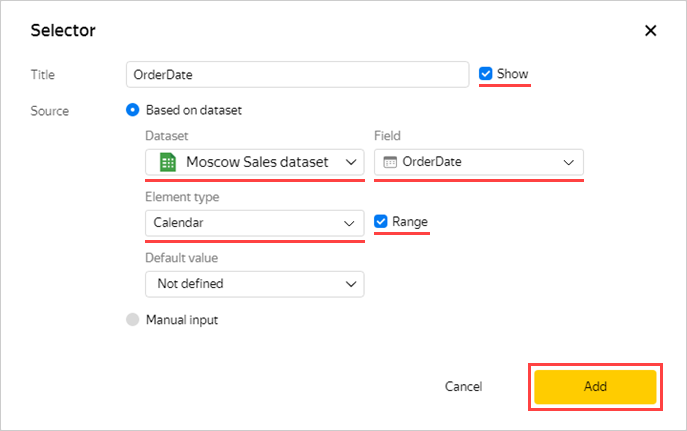 Selector
Title OrderDate Show
Source Based on dataset
Dataset Field
Moscow Sales dataset OrderDate
Element type
Calendar Range
Default value
Not defined
Manual input
Cancel Add